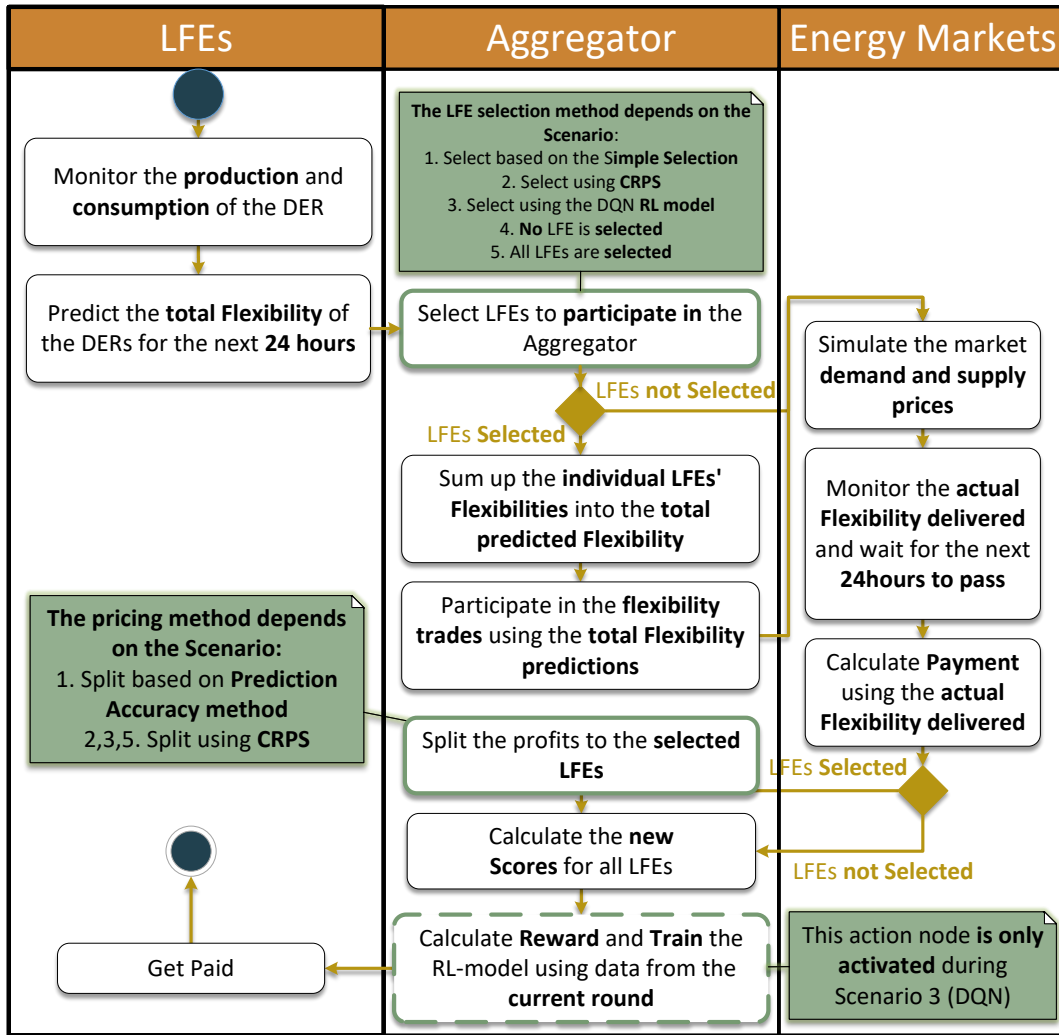 LFEs
Aggregator
Energy Markets
Monitor the production and
consumption of the DER
Predict the total Flexibility of
the DERs for the next 24 hours
The LFE selection method depends on the
Scenario:
1. Select based on the Simple Selection
2. Select using CRPS
3. Select using the DQN RL model
4. No LFE is selected
5. All LFEs are selected
Select LFEs to participate in the
Aggregator
LFEs not Selected
LFEs Selected
Sum up the individual LFEs'
Flexibilities into the total
predicted Flexibility
Participate in the flexibility
trades using the total Flexibility
predictions
Simulate the market
demand and supply
prices
Monitor the actual
Flexibility delivered
and wait for the next
24hours to pass
Calculate Payment
using the actual
Flexibility delivered
LFEs Selected
LFEs not Selected
The pricing method depends
on the Scenario:
1. Split based on Prediction
Accuracy method
2,3,5. Split using CRPS
Split the profits to the selected
LFEs
Calculate the new
Scores for all LFEs
Calculate Reward and Train the
RL-model using data from the
current round
This action node is only
activated during
Scenario 3 (DQN)
Get Paid